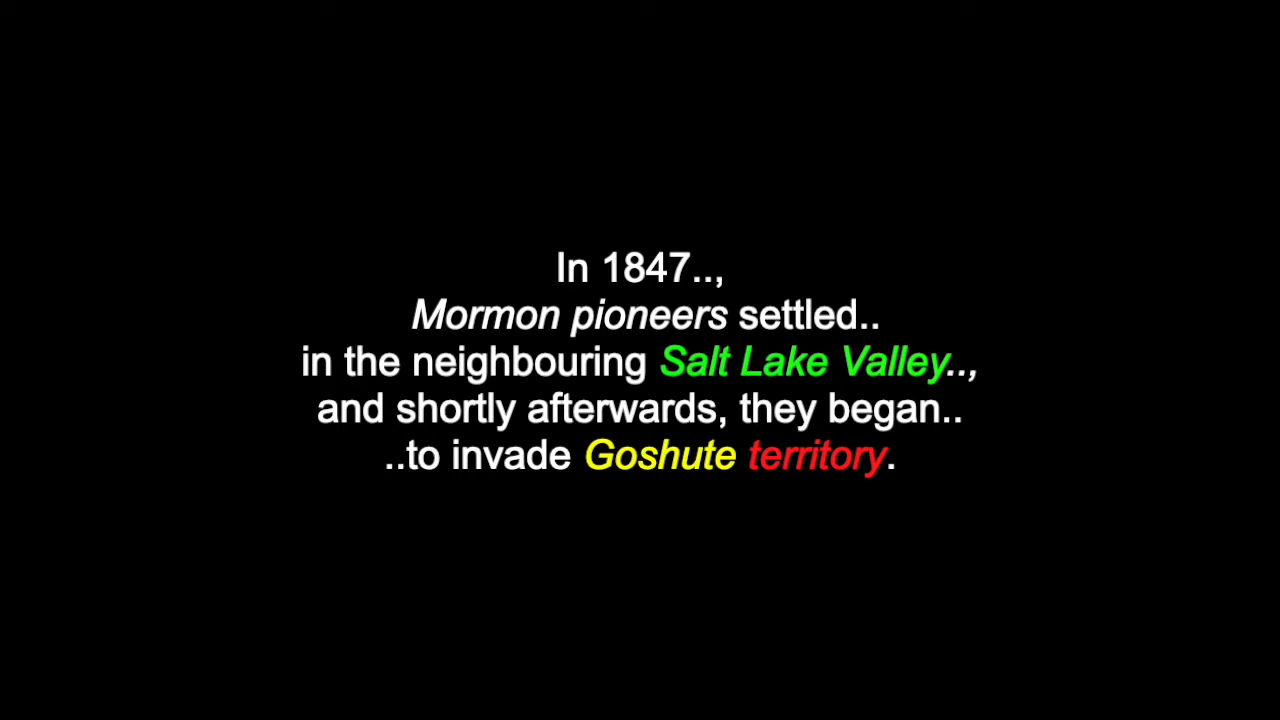 In 1847..,
Mormon pioneers settled..
in the neighbouring Salt Lake Valley..,
and shortly afterwards, they began..
..to invade Goshute territory.